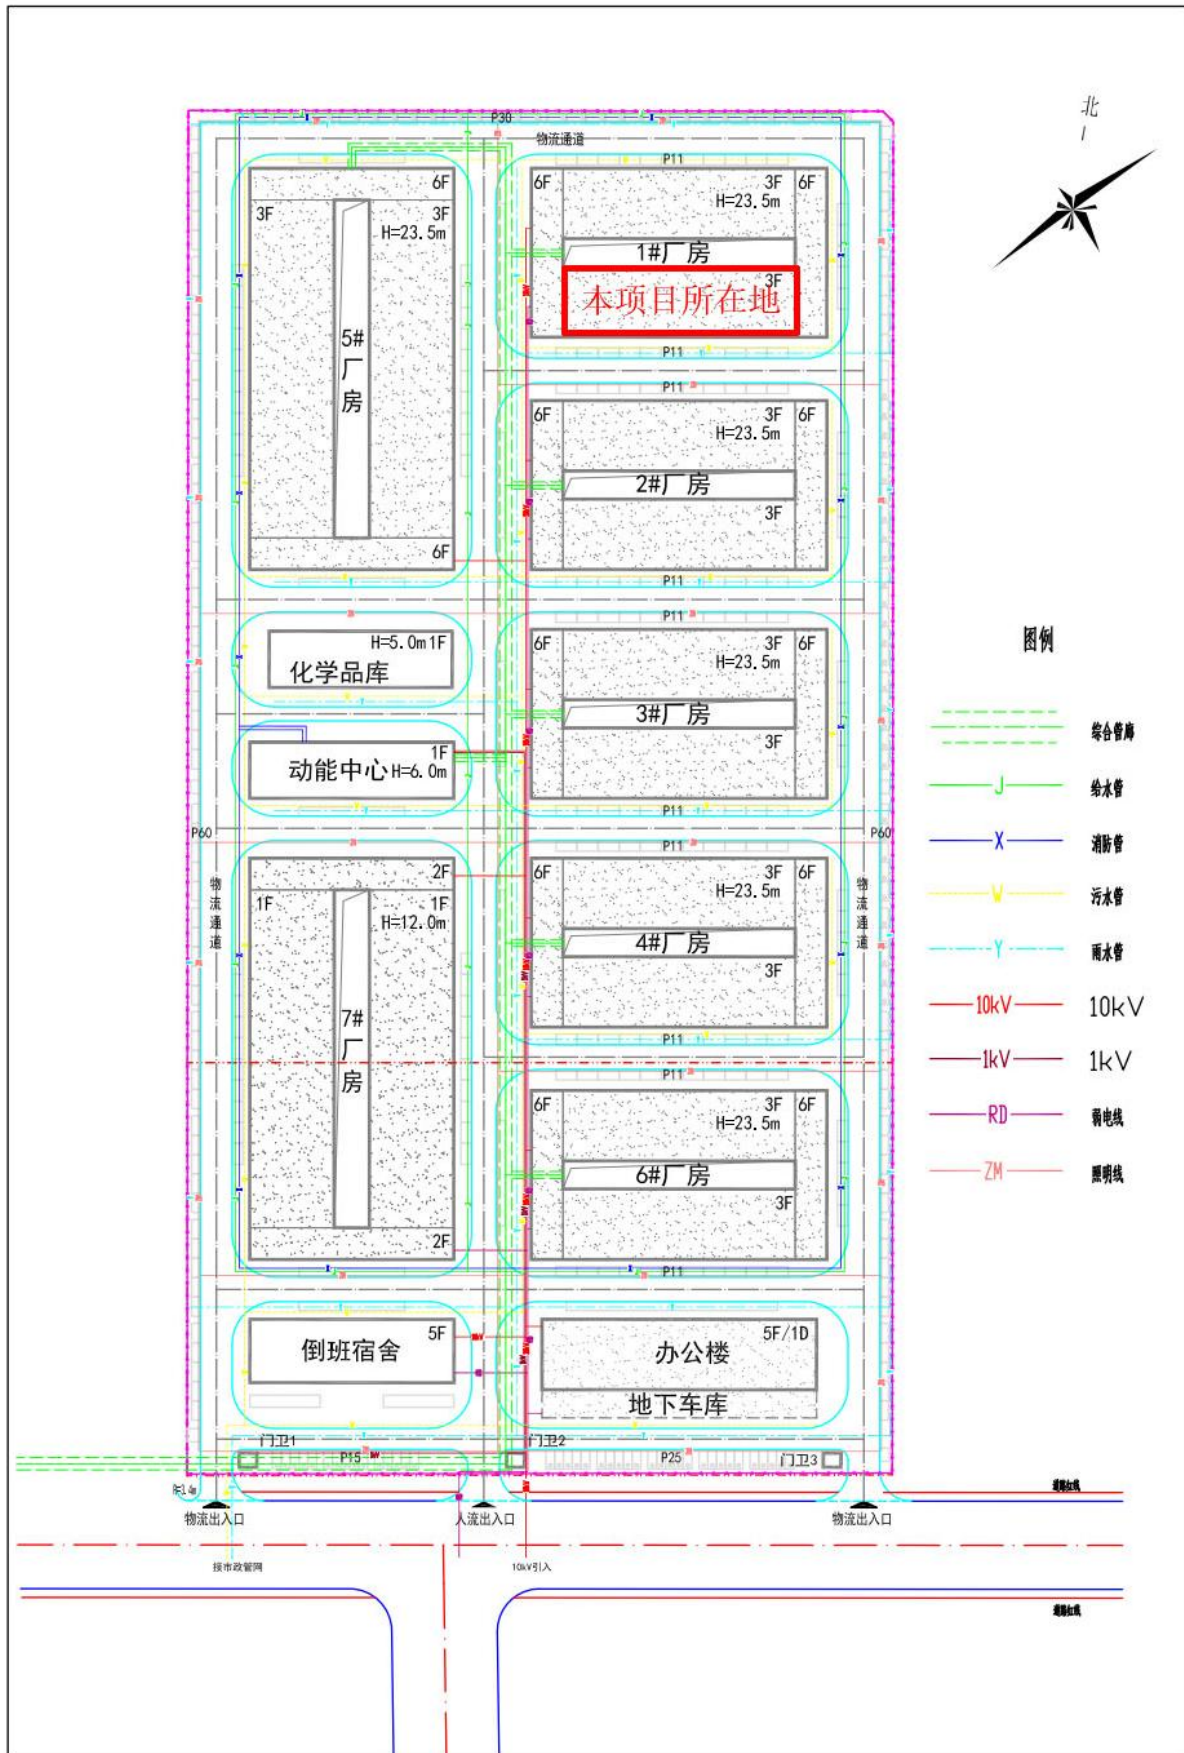 北
P30
物流通道
P11
6F
3F
3F
H=23.5m
5#
厂
房
6F
6F
3F
6F
H=23.5m
1#厂房
3F
本项目所在地
P11
P11
6F
3F
6F
H=23.5m
2#厂房
3F
P11
P11
H=5.0m 1F
化学品库
6F
3F
6F
H=23.5m
3#厂房
3F
P11
1F
动能中心 H=6.0m
P60
P60
P11
物流通道
2F
1F
1F
H=12.0m
7#
厂
房
2F
6F
3F
6F
H=23.5m
4#厂房
3F
物流通道
P11
P11
6F
3F
6F
H=23.5m
6#厂房
3F
P11
5F
倒班宿舍
5F/1D
办公楼
地下车库
门卫1
门卫2
P15
P25
门卫3
物流出入口
人流出入口
物流出入口
道路红线
接市政管网
10kV引入
道路红线
图例
综合管廊
J
给水管
X
消防管
W
污水管
Y
雨水管
10kV
10kV
1kV
1kV
RD
弱电线
ZM
照明线